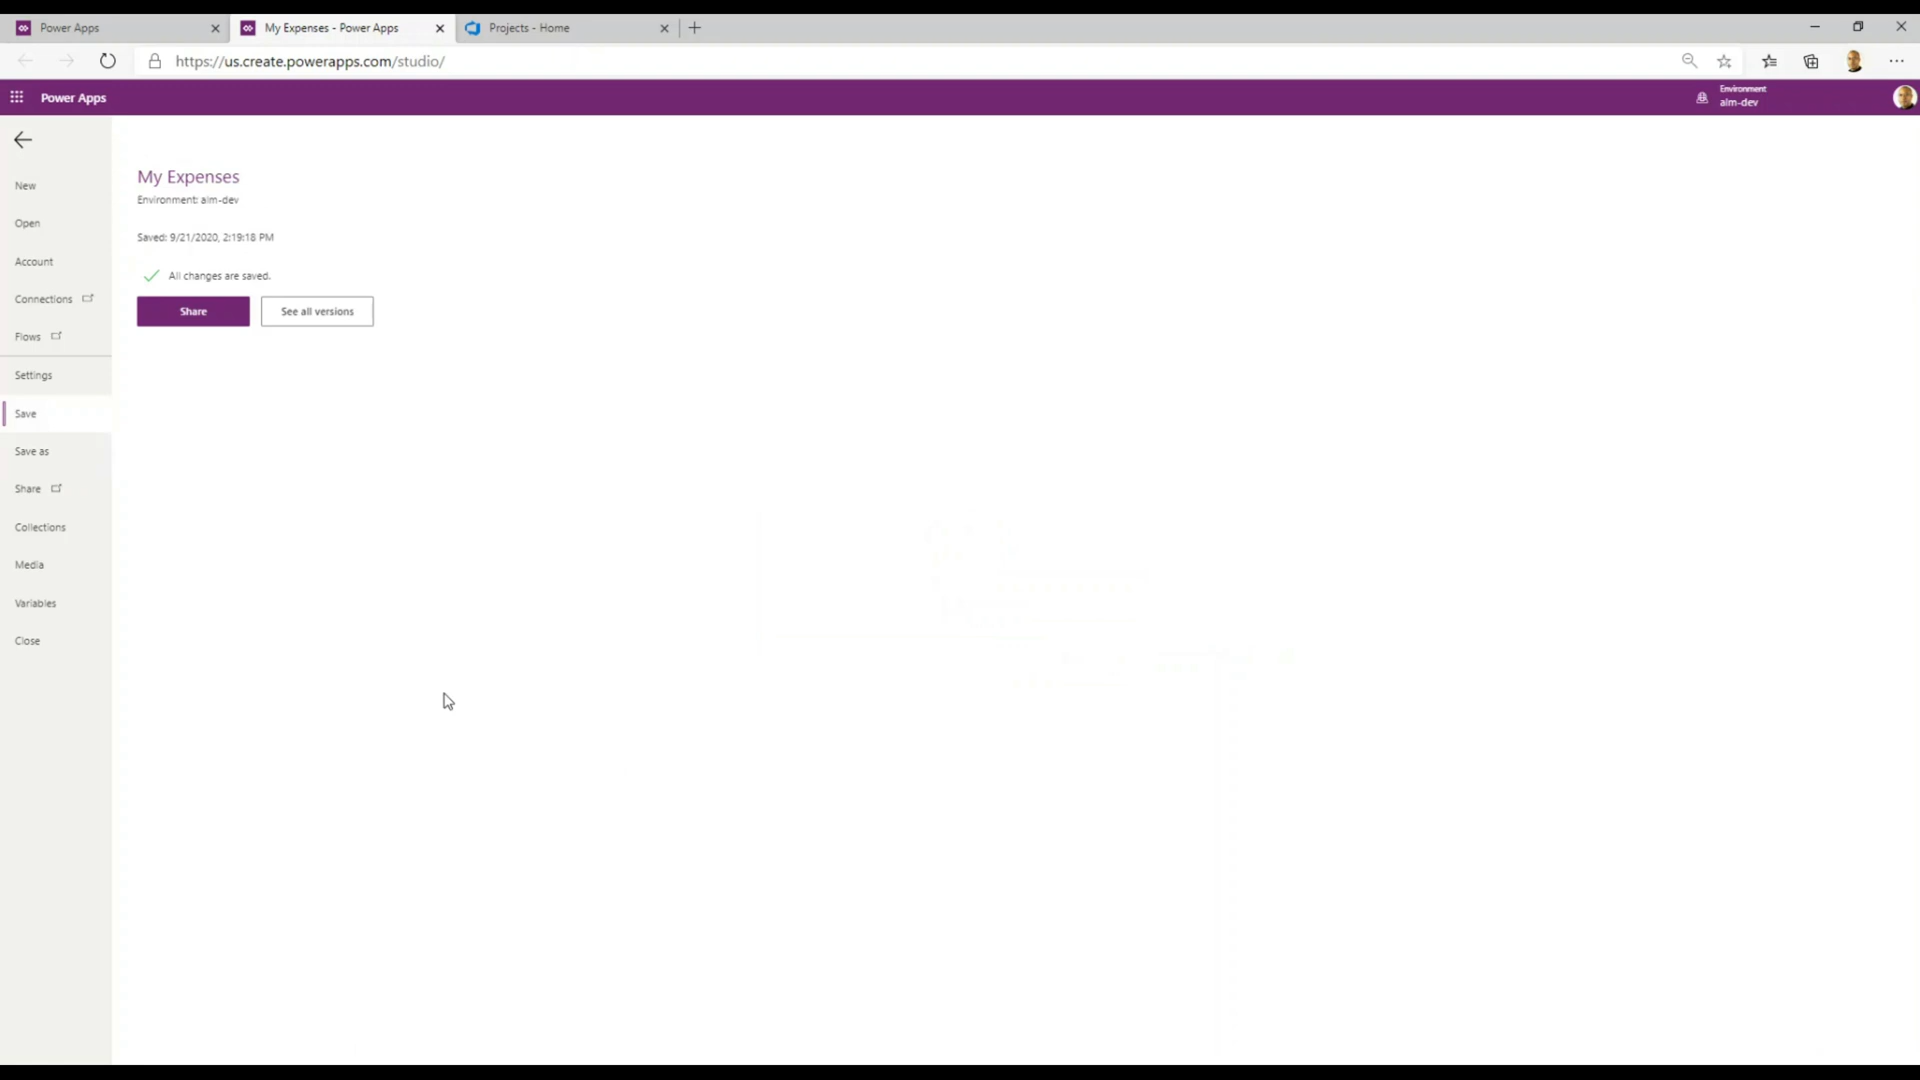 Power Apps
My Expenses - Power Apps
Projects - Home
https://us.create.powerapps.com/studio/
Power Apps
Environment
alm-dev
My Expenses
Environment: alm-dev
Saved: 9/21/2020, 2:19:18 PM
All changes are saved.
Share
See all versions
New
Open
Account
Connections
Flows
Settings
Save
Save as
Share
Collections
Media
Variables
Close